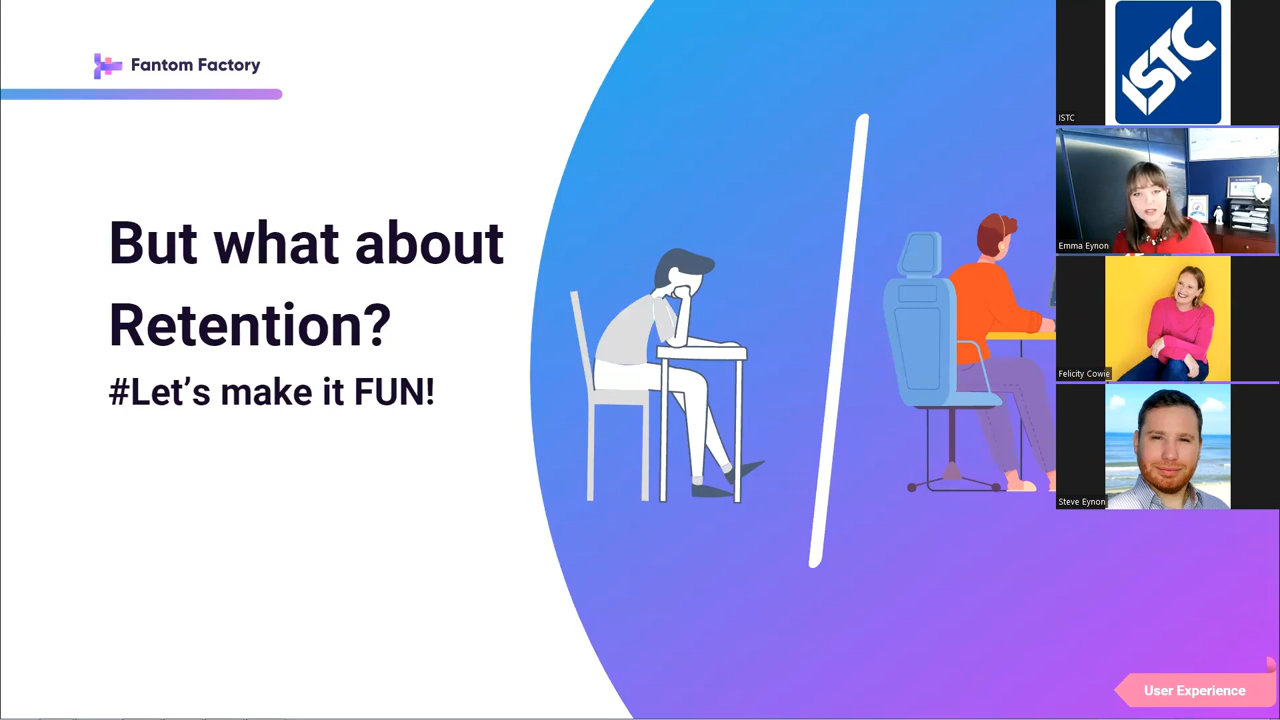 Fantom Factory
But what about
Retention?
#Let's make it FUN!
User Experience
ISTC
ISTC
Emma Eynon
Felicity Cowie
Steve Eynon